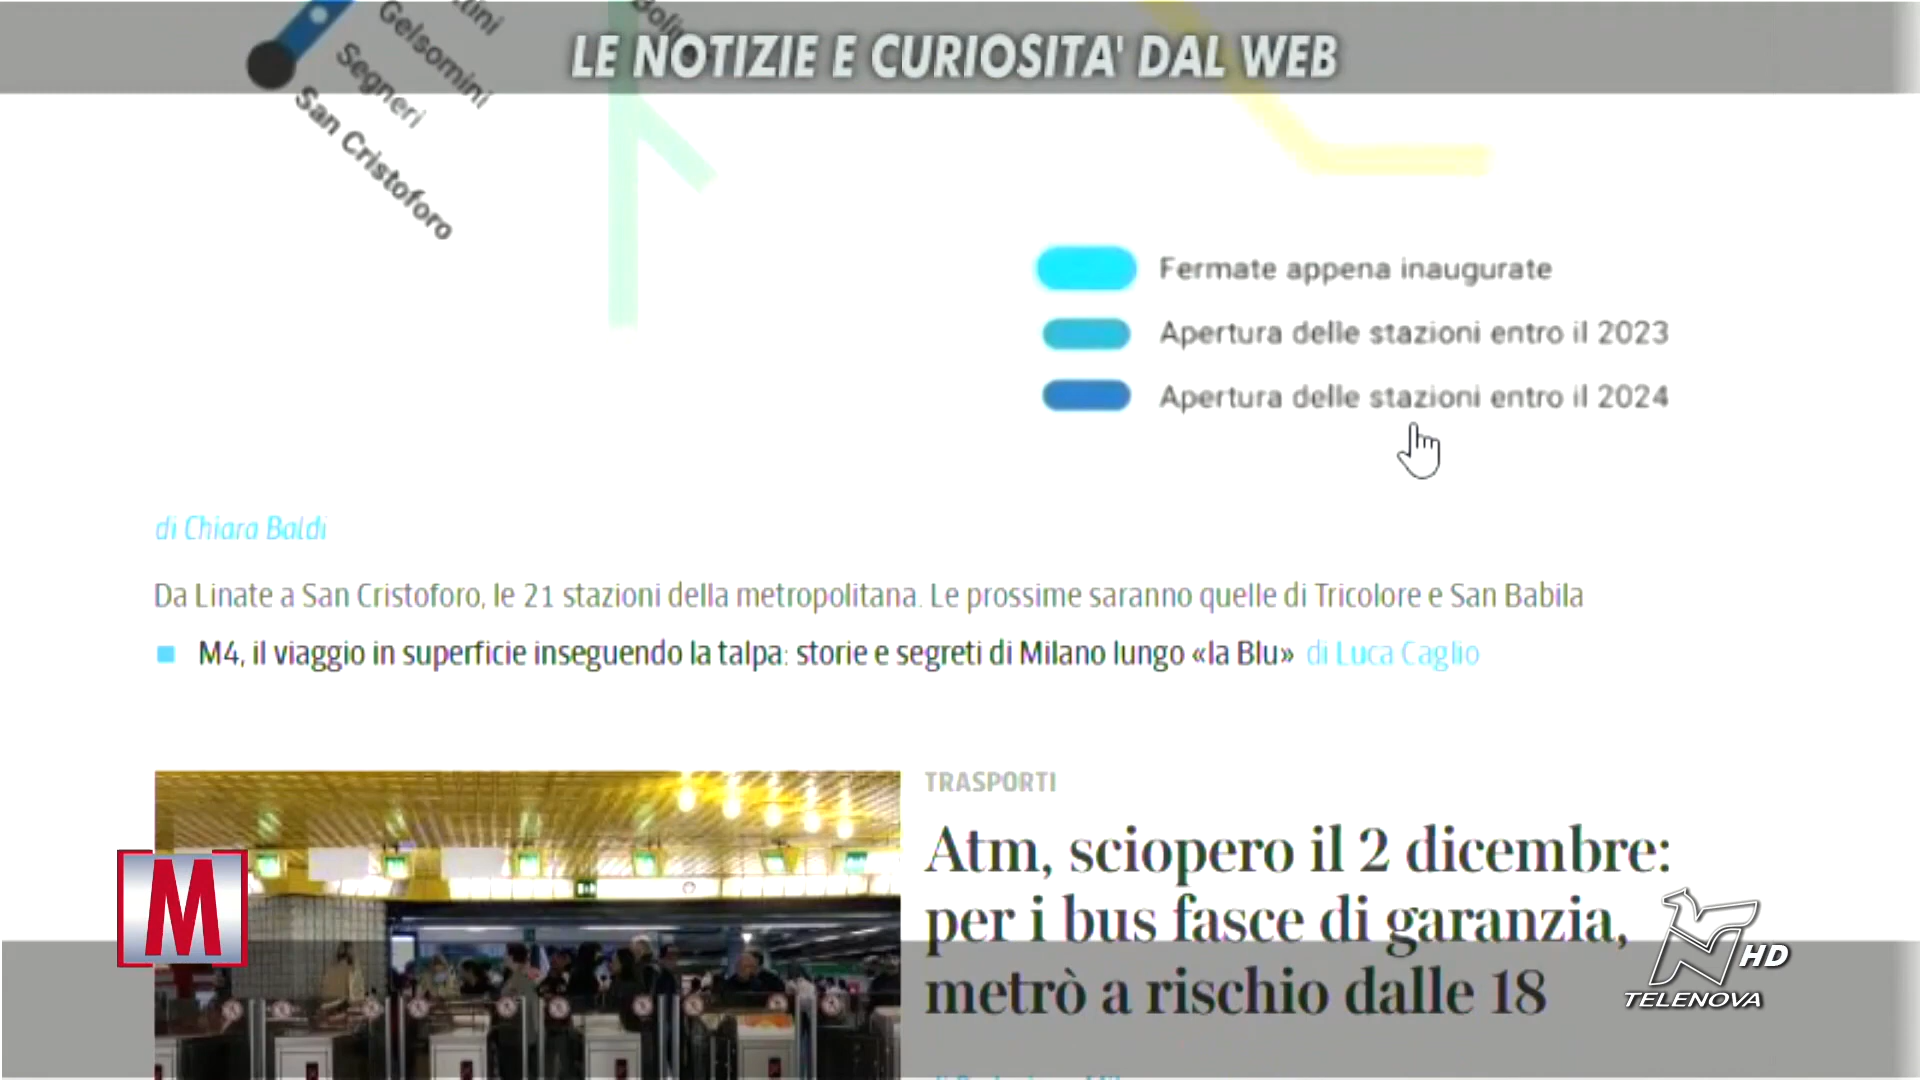 LE NOTIZIE E CURIOSITA' DAL WEB
Gelsomini
Segneri
San Cristoforo
Fermate appena inaugurate
Apertura delle stazioni entro il 2023
Apertura delle stazioni entro il 2024
di Chiara Baldi
Da Linate a San Cristoforo, le 21 stazioni della metropolitana. Le prossime saranno quelle di Tricolore e San Babila
M4, il viaggio in superficie inseguendo la talpa: storie e segreti di Milano lungo «la Blu» di Luca Caglio
TRASPORTI
Atm, sciopero il 2 dicembre:
per i bus fasce di garanzia,
metrò a rischio dalle 18
M
HD
TELENOVA